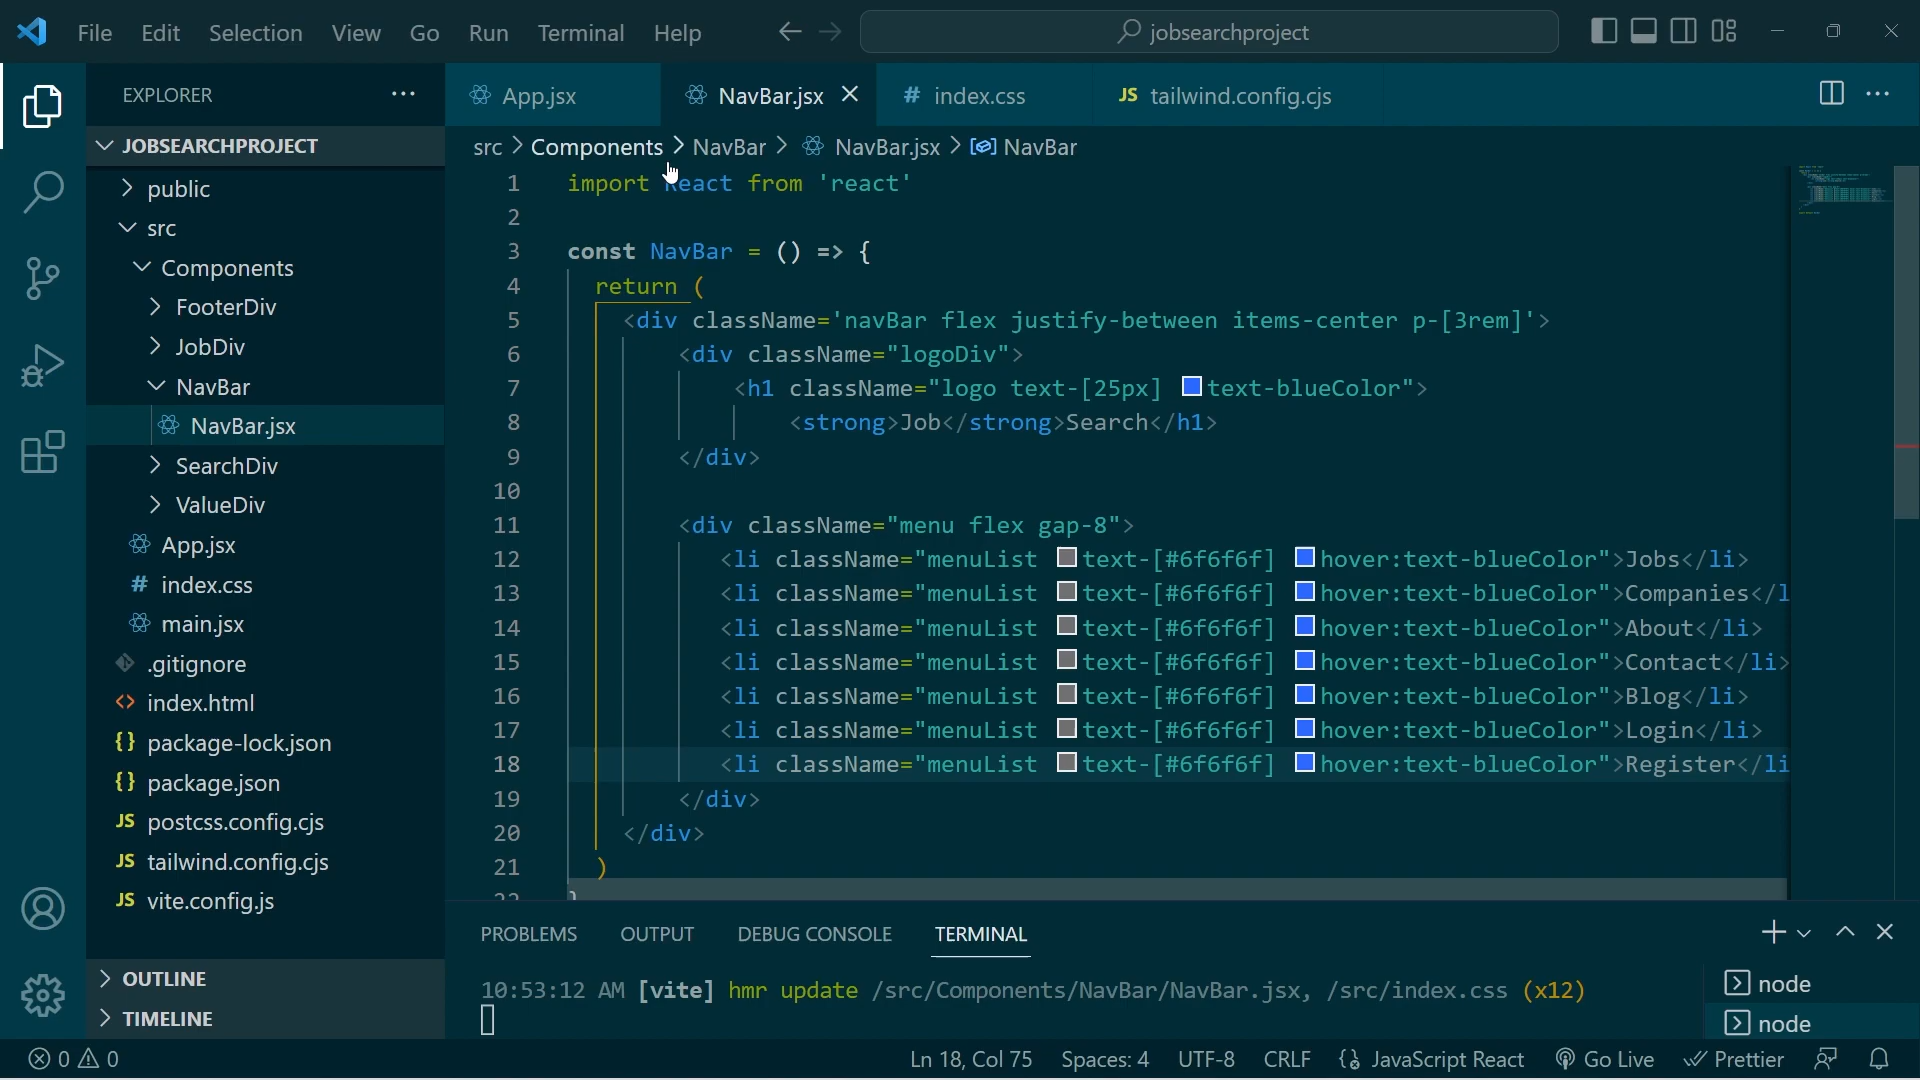 File Edit Selection View Go Run Terminal Help
jobsearchproject
EXPLORER
JOBSEARCHPROJECT
public
src
Components
FooterDiv
JobDiv
NavBar
NavBar.jsx
SearchDiv
ValueDiv
App.jsx
# index.css
main.jsx
.gitignore
<> index.html
{} package-lock.json
{} package.json
JS postcss.config.cjs
JS tailwind.config.cjs
JS vite.config.js
OUTLINE
TIMELINE
App.jsx NavBar.jsx # index.css JS tailwind.config.cjs
src > Components > NavBar > NavBar.jsx > NavBar
1 import React from 'react'
2
3 const NavBar = () => {
4 return (
5 <div className='navBar flex justify-between items-center p-[3rem]'>
6 <div className="logoDiv">
7 <h1 className="logo text-[25px] text-blueColor">
8 <strong>Job</strong>Search</h1>
9 </div>
10
11 <div className="menu flex gap-8">
12 <li className="menuList text-[#6f6f6f] hover:text-blueColor">Jobs</li>
13 <li className="menuList text-[#6f6f6f] hover:text-blueColor">Companies</l
14 <li className="menuList text-[#6f6f6f] hover:text-blueColor">About</li>
15 <li className="menuList text-[#6f6f6f] hover:text-blueColor">Contact</li>
16 <li className="menuList text-[#6f6f6f] hover:text-blueColor">Blog</li>
17 <li className="menuList text-[#6f6f6f] hover:text-blueColor">Login</li>
18 <li className="menuList text-[#6f6f6f] hover:text-blueColor">Register</li
19 </div>
20 </div>
21 )
22 }
PROBLEMS OUTPUT DEBUG CONSOLE TERMINAL
10:53:12 AM [vite] hmr update /src/Components/NavBar/NavBar.jsx, /src/index.css (x12)
node
node
0 0 Ln 18, Col 75 Spaces: 4 UTF-8 CRLF {} JavaScript React Go Live Prettier